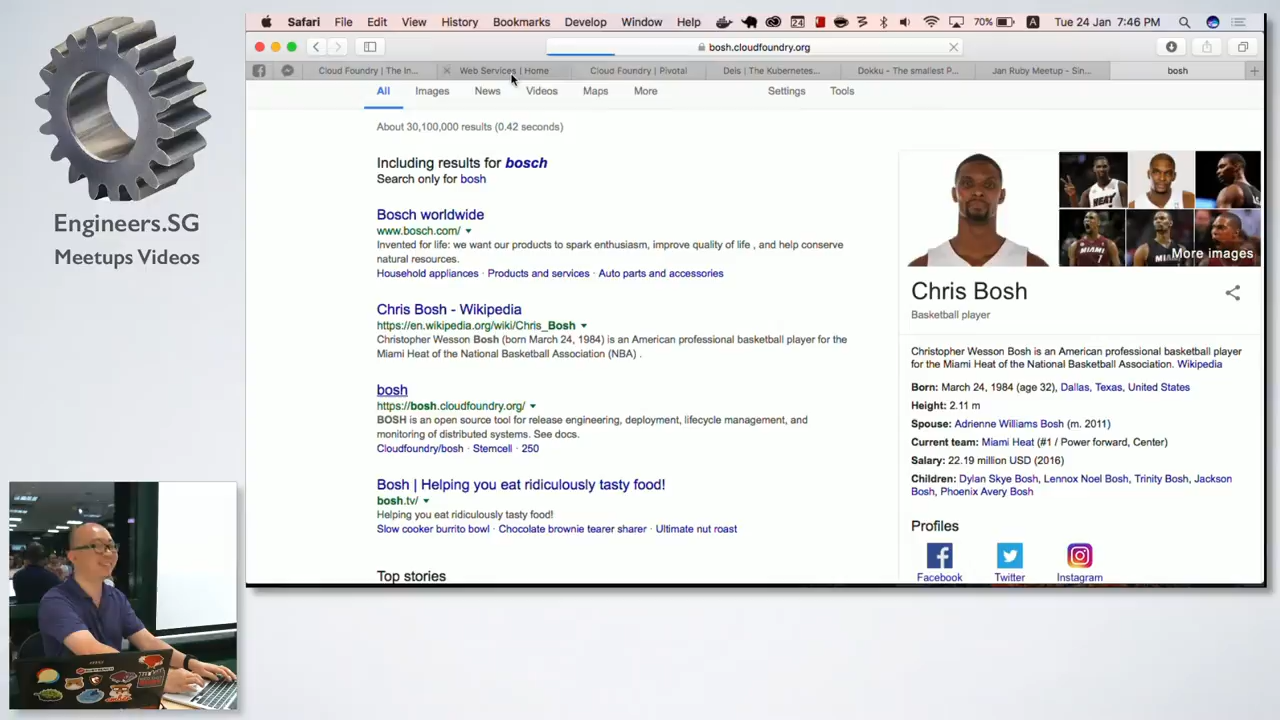 Engineers.SG
Meetups Videos
Safari File Edit View History Bookmarks Develop Window Help 24 70% A Tue 24 Jan 7:46 PM
bosh.cloudfoundry.org
Cloud Foundry | The In... Web Services | Home Cloud Foundry | Pivotal Deis | The Kubernetes... Dokku - The smallest P... Jan Ruby Meetup - Sin... bosh
All Images News Videos Maps More Settings Tools
About 30,100,000 results (0.42 seconds)
Including results for bosch
Search only for bosh
Bosch worldwide
www.bosch.com/
Invented for life: we want our products to spark enthusiasm, improve quality of life , and help conserve
natural resources.
Household appliances · Products and services · Auto parts and accessories
Chris Bosh - Wikipedia
https://en.wikipedia.org/wiki/Chris_Bosh
Christopher Wesson Bosh (born March 24, 1984) is an American professional basketball player for the
Miami Heat of the National Basketball Association (NBA) .
bosh
https://bosh.cloudfoundry.org/
BOSH is an open source tool for release engineering, deployment, lifecycle management, and
monitoring of distributed systems. See docs.
Cloudfoundry/bosh · Stemcell · 250
Bosh | Helping you eat ridiculously tasty food!
bosh.tv/
Helping you eat ridiculously tasty food!
Slow cooker burrito bowl · Chocolate brownie tearer sharer · Ultimate nut roast
Top stories
HEAT
MIAMI
MIAMI
More images
Chris Bosh
Basketball player
Christopher Wesson Bosh is an American professional basketball player
for the Miami Heat of the National Basketball Association. Wikipedia
Born: March 24, 1984 (age 32), Dallas, Texas, United States
Height: 2.11 m
Spouse: Adrienne Williams Bosh (m. 2011)
Current team: Miami Heat (#1 / Power forward, Center)
Salary: 22.19 million USD (2016)
Children: Dylan Skye Bosh, Lennox Noel Bosh, Trinity Bosh, Jackson
Bosh, Phoenix Avery Bosh
Profiles
Facebook Twitter Instagram